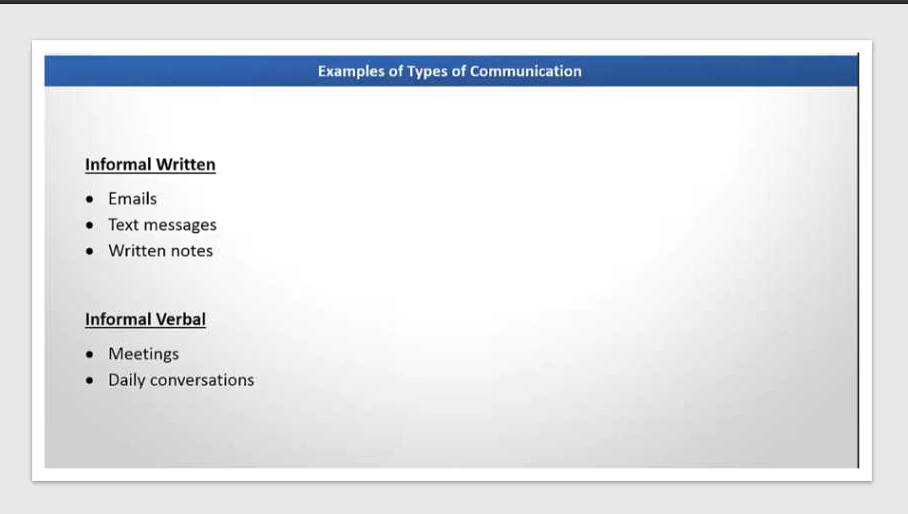 Examples of Types of Communication
Informal Written
• Emails
• Text messages
• Written notes
Informal Verbal
• Meetings
• Daily conversations